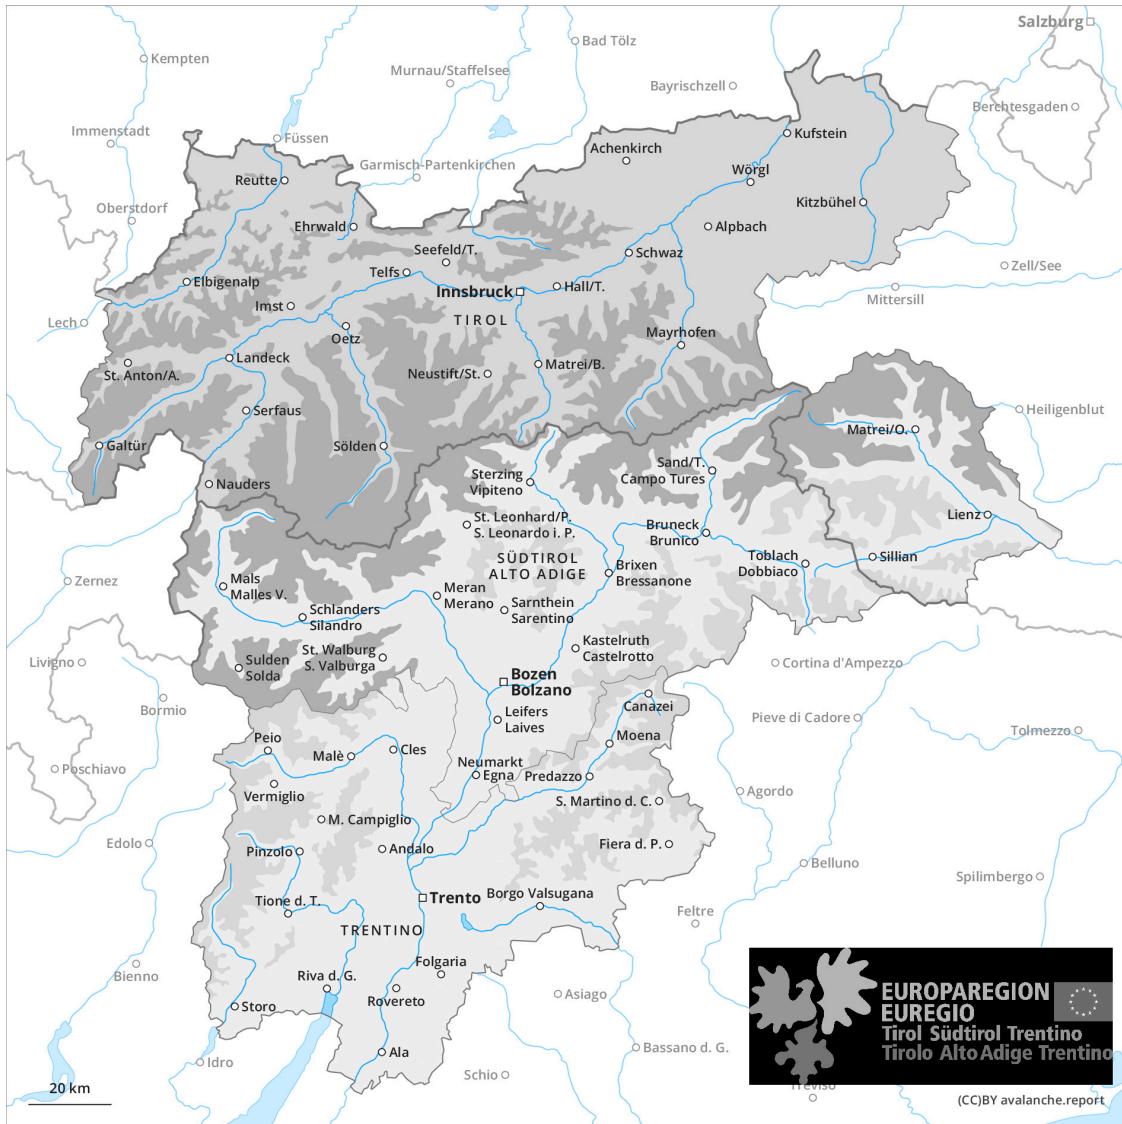 Salzburg
Bad Tölz
Kempten
Murnau/Staffelsee
Bayrischzell
Berchtesgaden
Immenstadt
Füssen
Kufstein
Achenkirch
Garmisch-Partenkirchen
Wörgl
Reutte
Kitzbühel
Oberstdorf
Ehrwald
Alpbach
Seefeld/T.
Schwaz
Zell/See
Telfs
Elbigenalp
Hall/T.
Innsbruck
Mittersill
Imst
TIROL
Lech
Oetz
Mayrhofen
Landeck
Matrei/B.
St. Anton/A.
Neustift/St.
Serfaus
Heiligenblut
Matrei/O.
Galtür
Sölden
Sand/T.
Campo Tures
Sterzing
Vipiteno
Nauders
St. Leonhard/P.
S. Leonardo i. P.
Lienz
Bruneck
Brunico
SÜDTIROL
ALTO ADIGE
Toblach
Dobbiaco
Sillian
Brixen
Bressanone
Zernez
Mals
Malles V.
Meran
Merano
Sarnthein
Sarentino
Schlanders
Silandro
Kastelruth
Castelrotto
St. Walburg
S. Valburga
Livigno
Sulden
Solda
Cortina d'Ampezzo
Bozen
Bolzano
Bormio
Canazei
Leifers
Laives
Pieve di Cadore
Tolmezzo
Peio
Moena
Cles
Malè
Neumarkt
Egna
Predazzo
Poschiavo
Vermiglio
Agordo
S. Martino d. C.
M. Campiglio
Edolo
Pinzolo
Andalo
Fiera d. P.
Belluno
Spilimbergo
Tione d. T.
Trento
Borgo Valsugana
Feltre
TRENTINO
Bienno
Folgaria
Riva d. G.
Rovereto
Asiago
Storo
EUROPAREGION
EUREGIO
Tirol Südtirol Trentino
Tirolo Alto Adige Trentino
Ala
Bassano d. G.
Idro
Schio
20 km
Treviso
(CC)BY avalanche.report